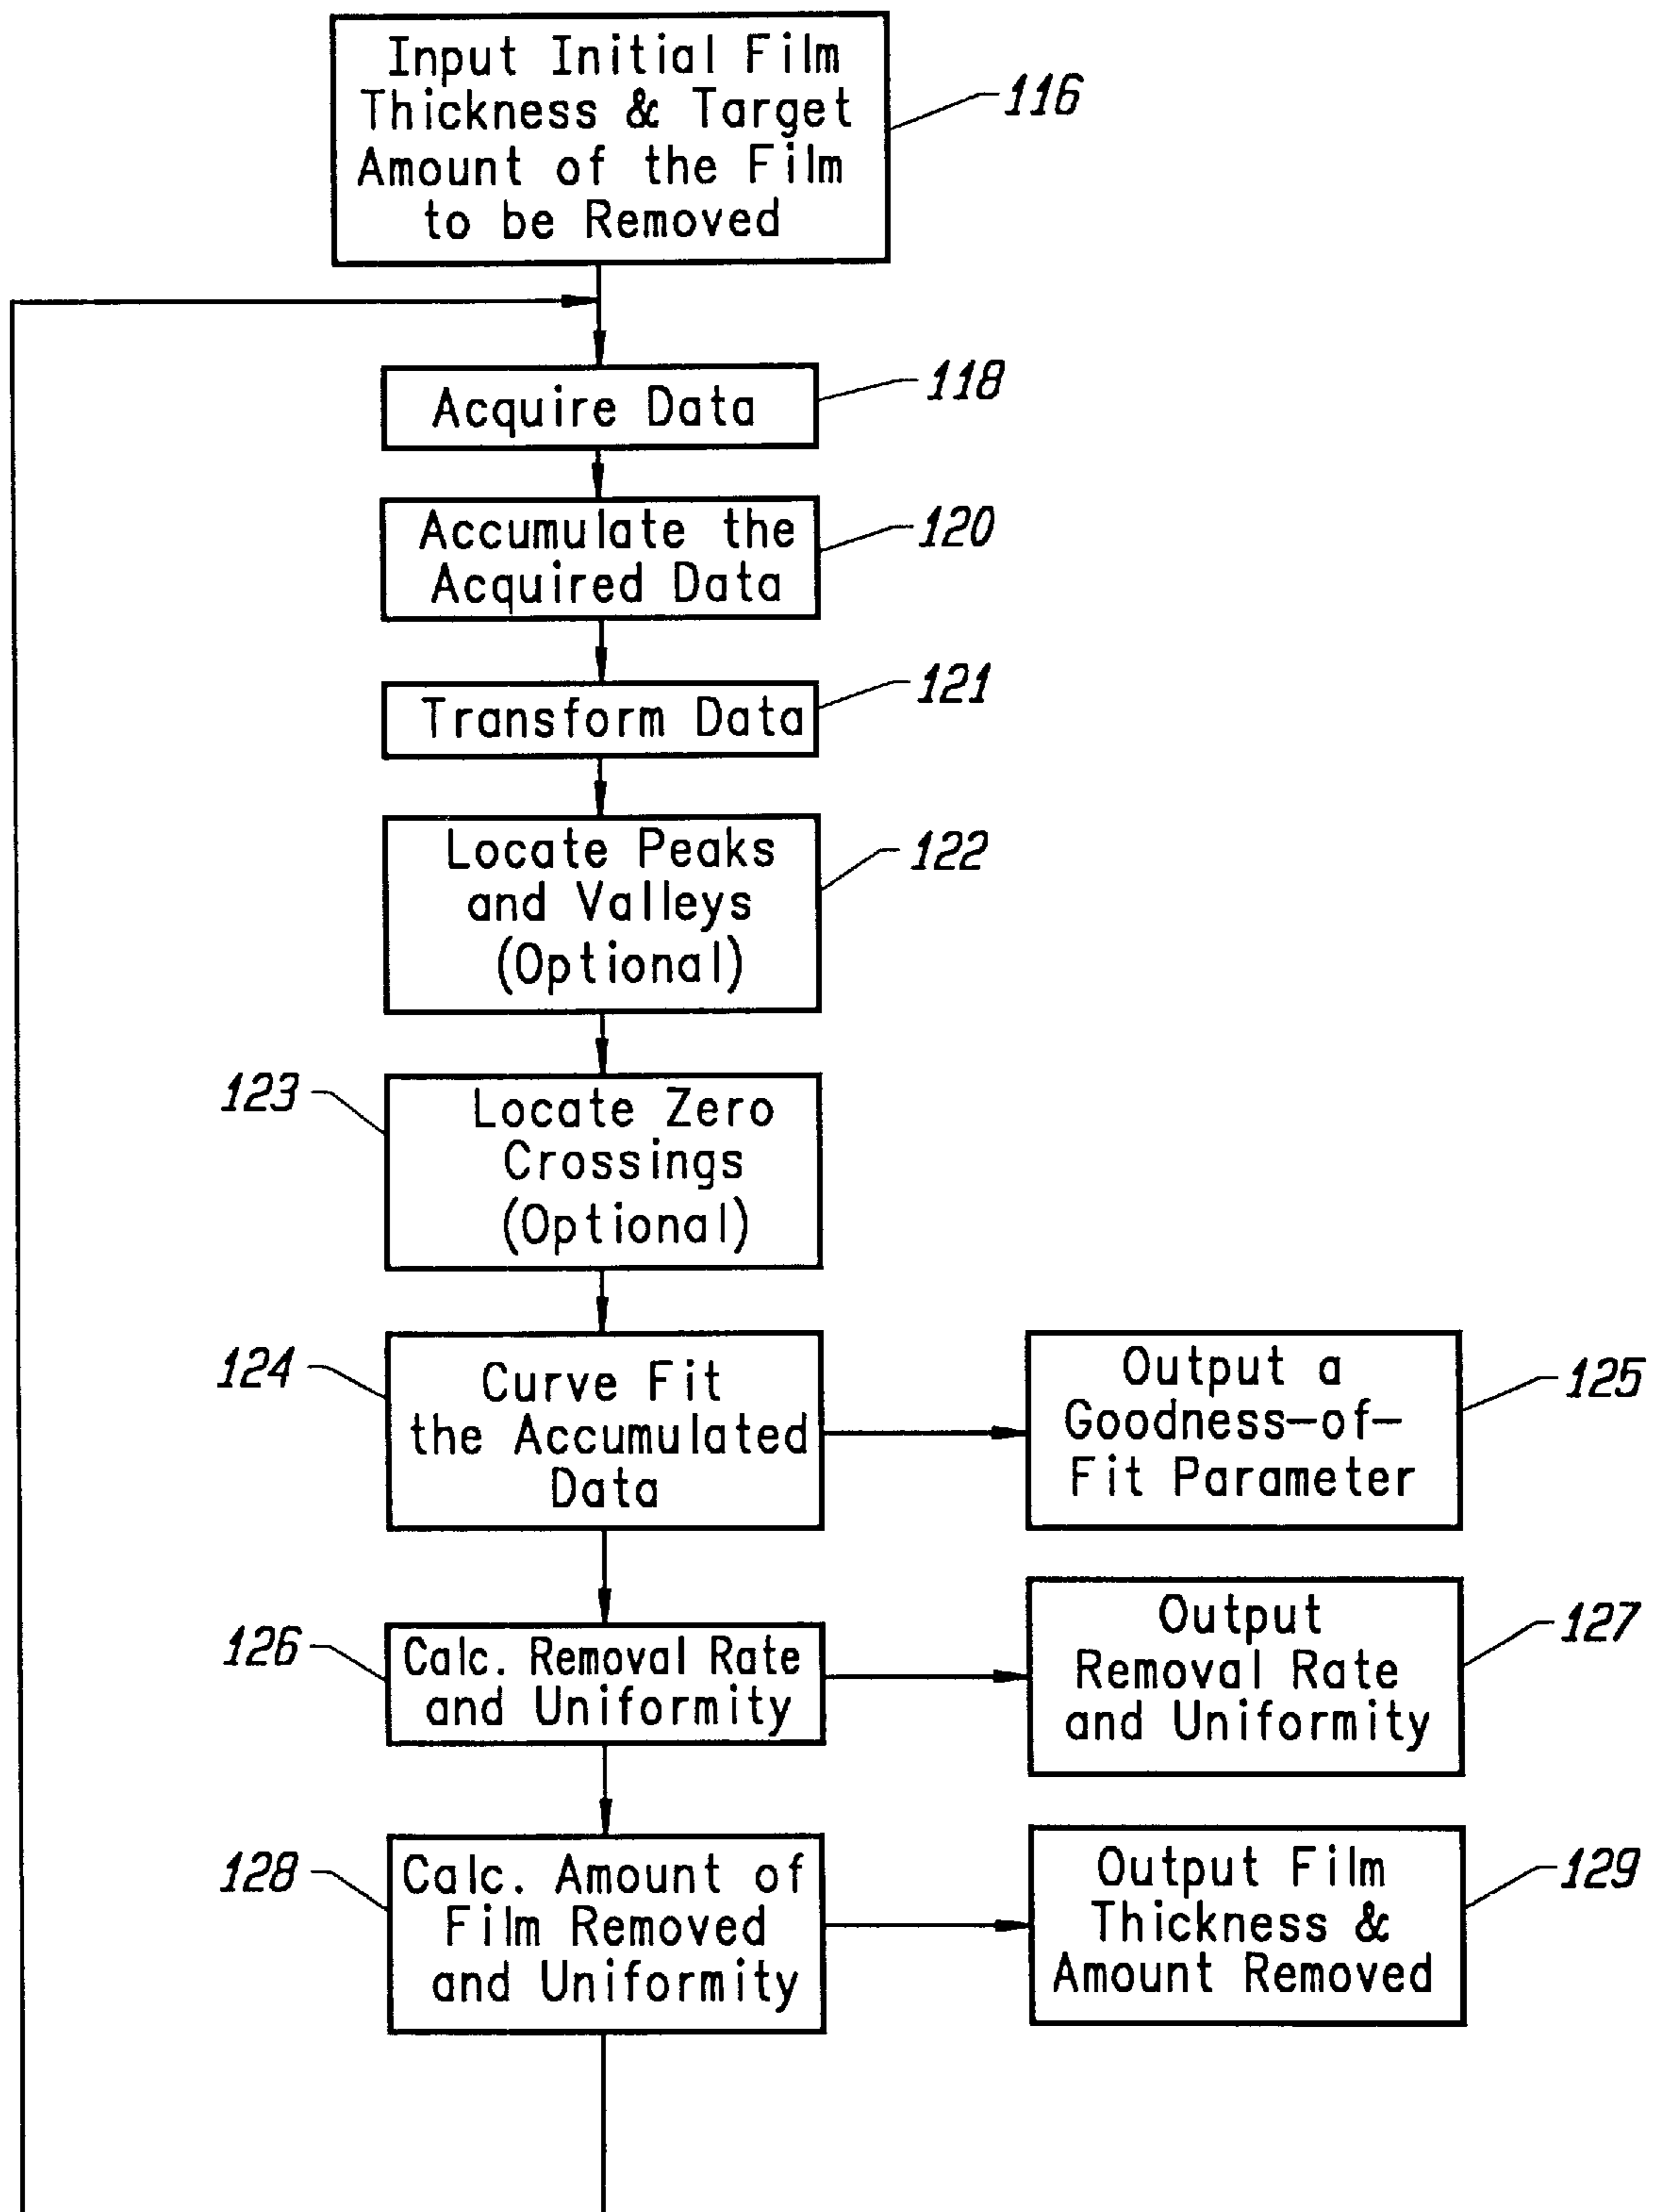 Input Initial Film
Thickness & Target
Amount of the Film
to be Removed
116
Acquire Data
118
Accumulate the
Acquired Data
120
Transform Data
121
Locate Peaks
and Valleys
(Optional)
122
123
Locate Zero
Crossings
(Optional)
124
Curve Fit
the Accumulated
Data
Output a
Goodness-of-
Fit Parameter
125
126
Calc. Removal Rate
and Uniformity
Output
Removal Rate
and Uniformity
127
128
Calc. Amount of
Film Removed
and Uniformity
Output Film
Thickness &
Amount Removed
129